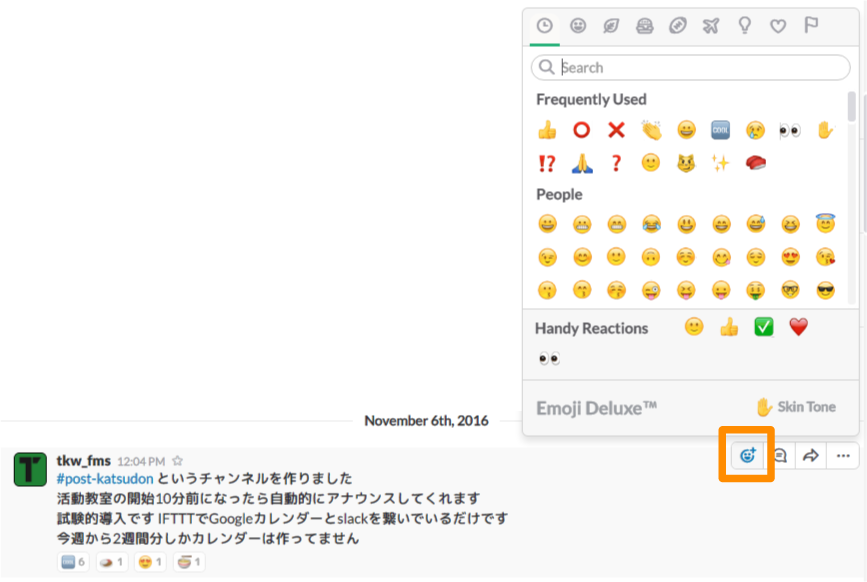 Search
Frequently Used
People
Handy Reactions
Emoji Deluxe™ Skin Tone
November 6th, 2016
tkw_fms 12:04 PM
#post-katsudon というチャンネルを作りました
活動教室の開始10分前になったら自動的にアナウンスしてくれます
試験的導入です IFTTTでGoogleカレンダーとslackを繋いでいるだけです
今週から2週間分しかカレンダーは作ってません
6 1 1 1